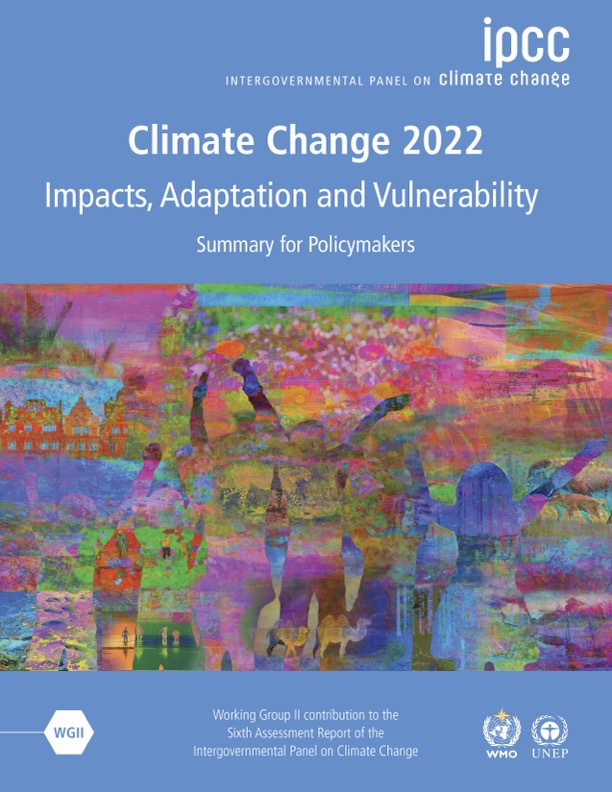 ipcc
INTERGOVERNMENTAL PANEL ON climate change
Climate Change 2022
Impacts, Adaptation and Vulnerability
Summary for Policymakers
WGII
Working Group II contribution to the
Sixth Assessment Report of the
Intergovernmental Panel on Climate Change
WMO
UNEP